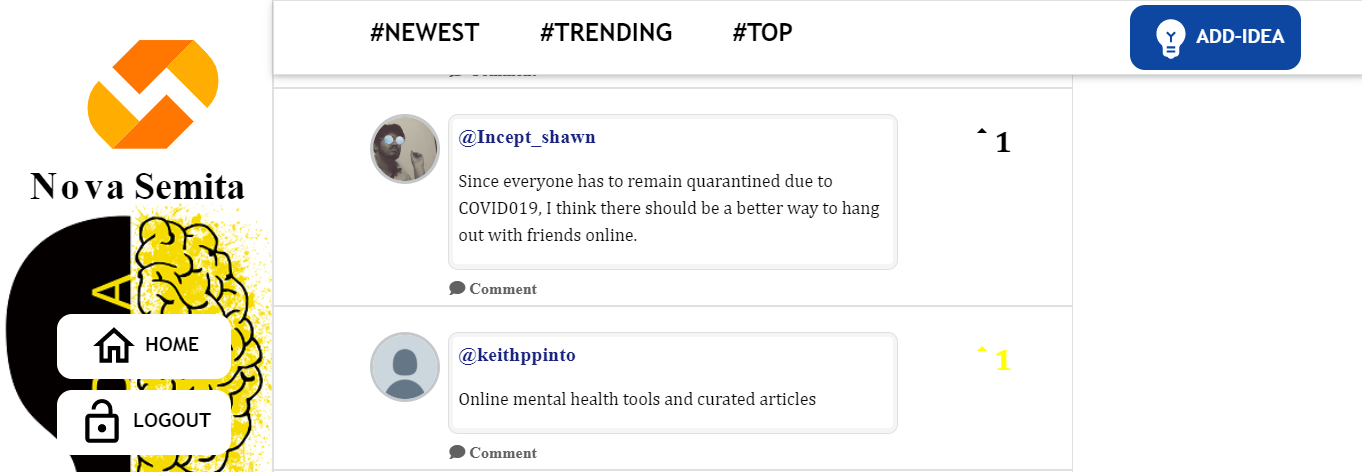 #NEWEST #TRENDING #TOP ADD-IDEA
Nova Semita
A
HOME
LOGOUT
Comment
@Incept_shawn
1
Since everyone has to remain quarantined due to
COVID019, I think there should be a better way to hang
out with friends online.
Comment
@keithppinto
1
Online mental health tools and curated articles
Comment